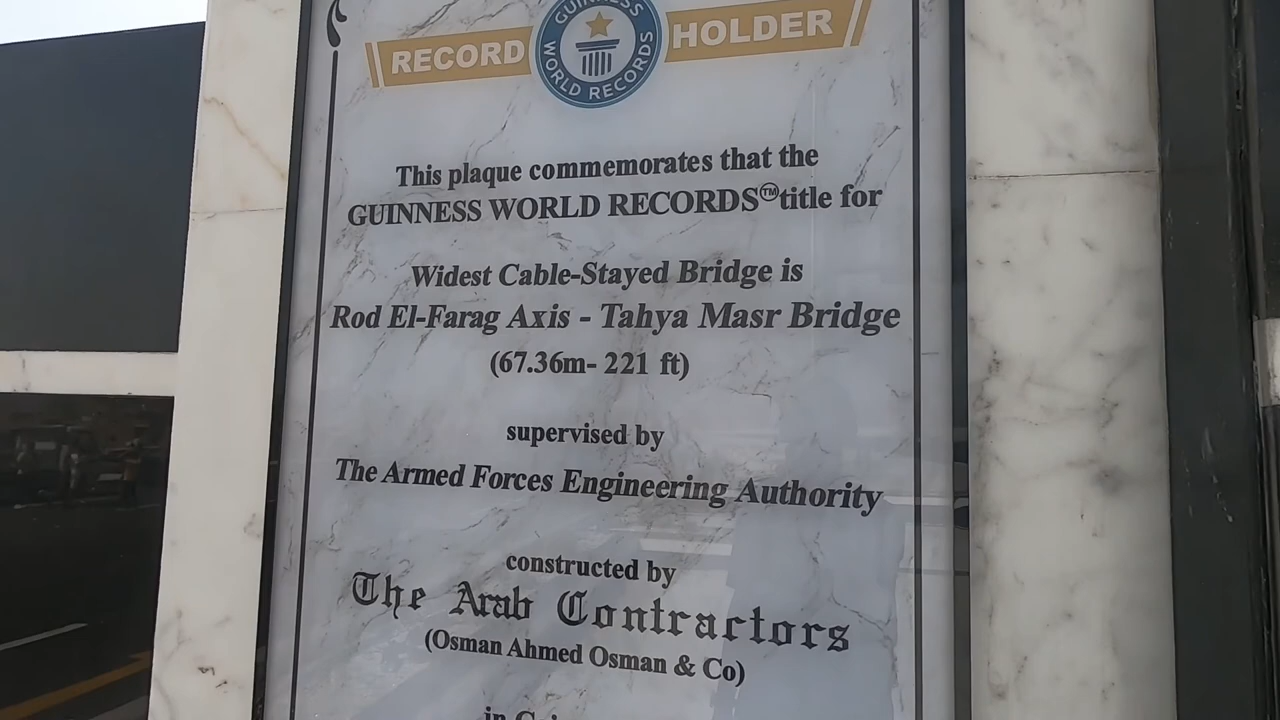 RECORD HOLDER
GUINNESS WORLD RECORDS
This plaque commemorates that the
GUINNESS WORLD RECORDS™title for
Widest Cable-Stayed Bridge is
Rod El-Farag Axis - Tahya Masr Bridge
(67.36m- 221 ft)
supervised by
The Armed Forces Engineering Authority
constructed by
The Arab Contractors
(Osman Ahmed Osman & Co)
in